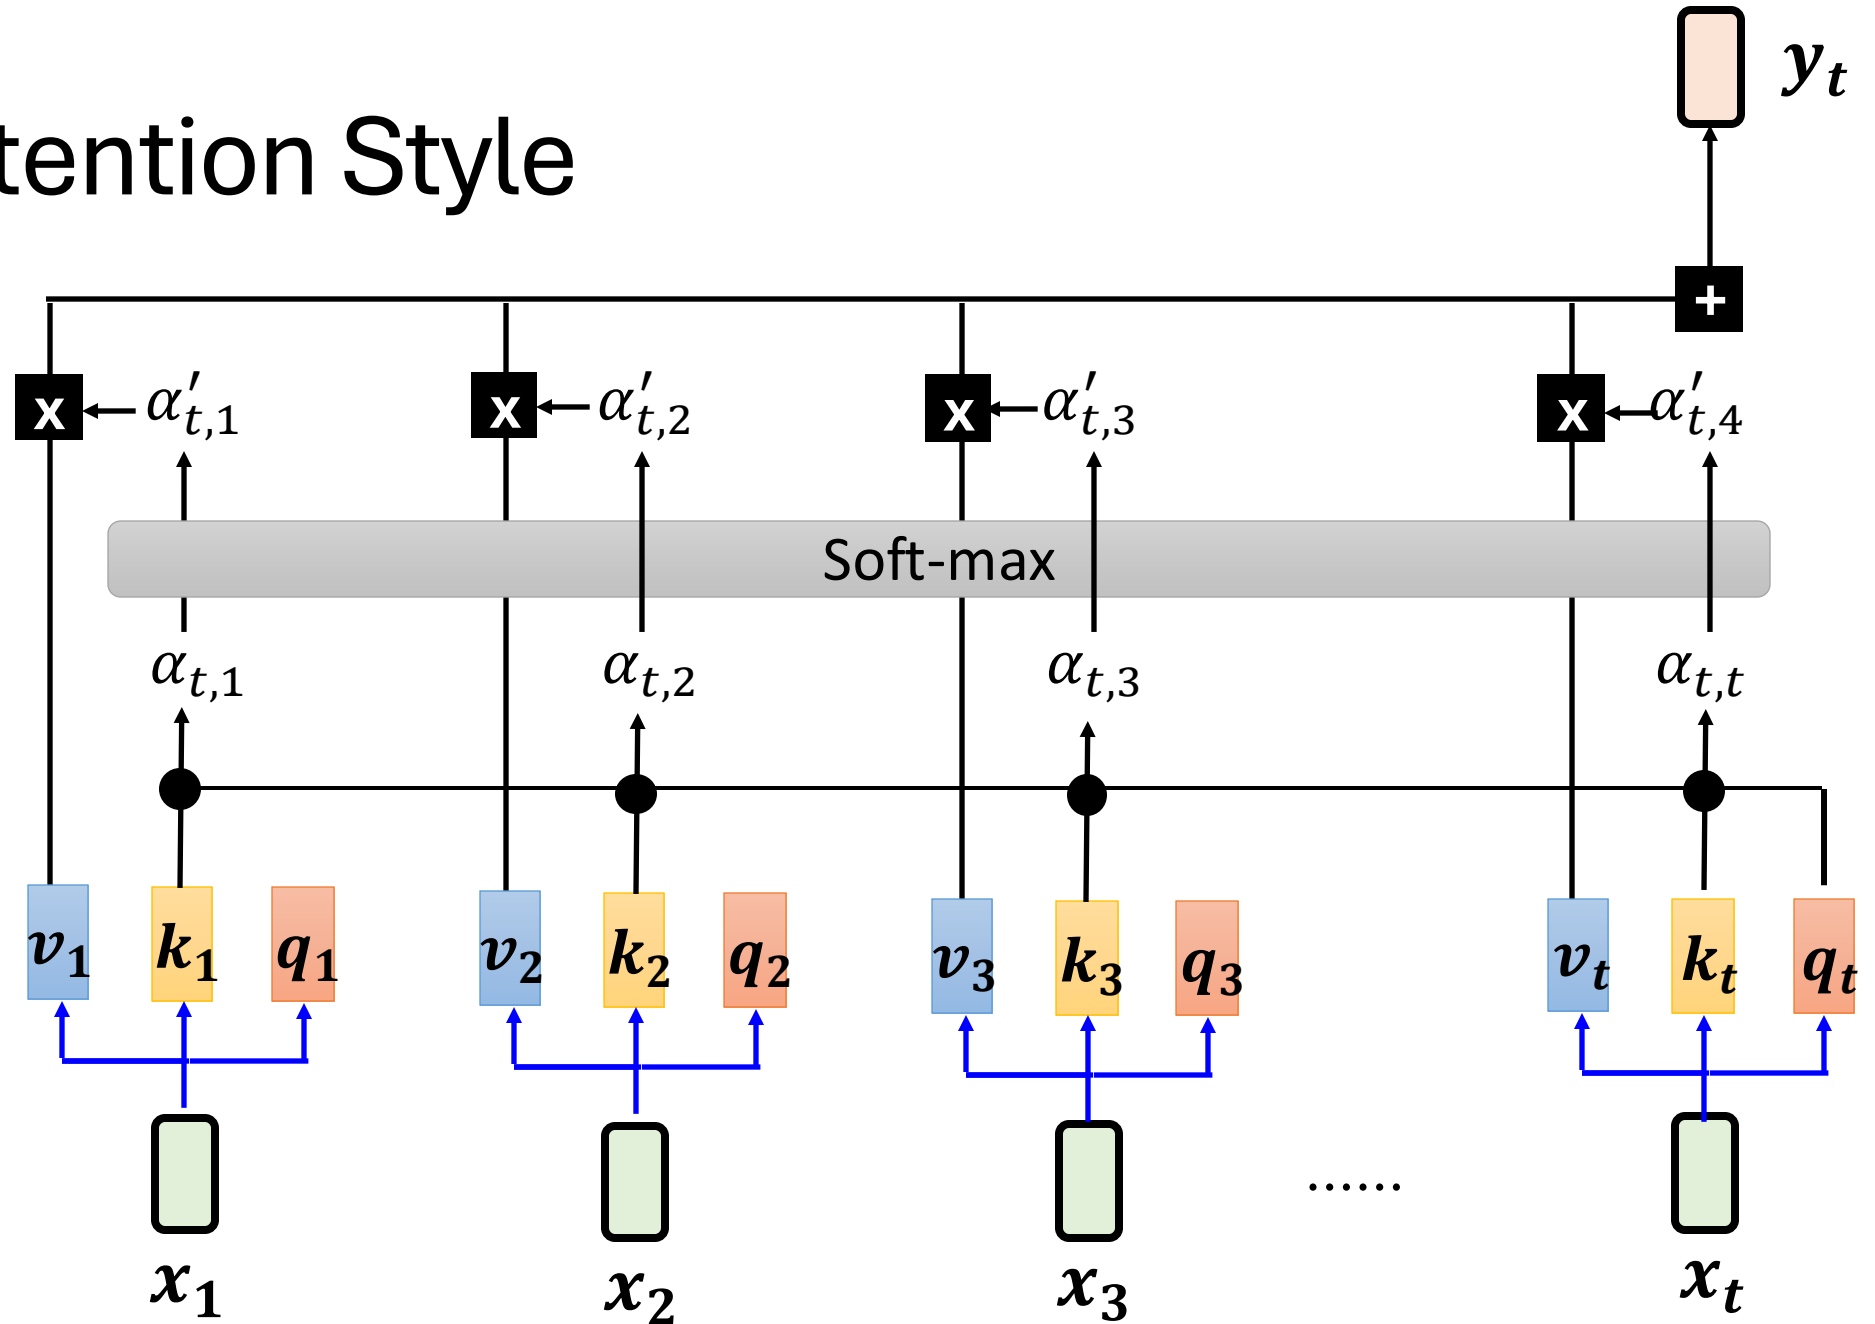 y_t
tention Style
+
x α′_{t,1} x α′_{t,2} x α′_{t,3} x α′_{t,4}
Soft-max
α_{t,1} α_{t,2} α_{t,3} α_{t,t}
v_1 k_1 q_1 v_2 k_2 q_2 v_3 k_3 q_3 v_t k_t q_t
......
x_1 x_2 x_3 x_t